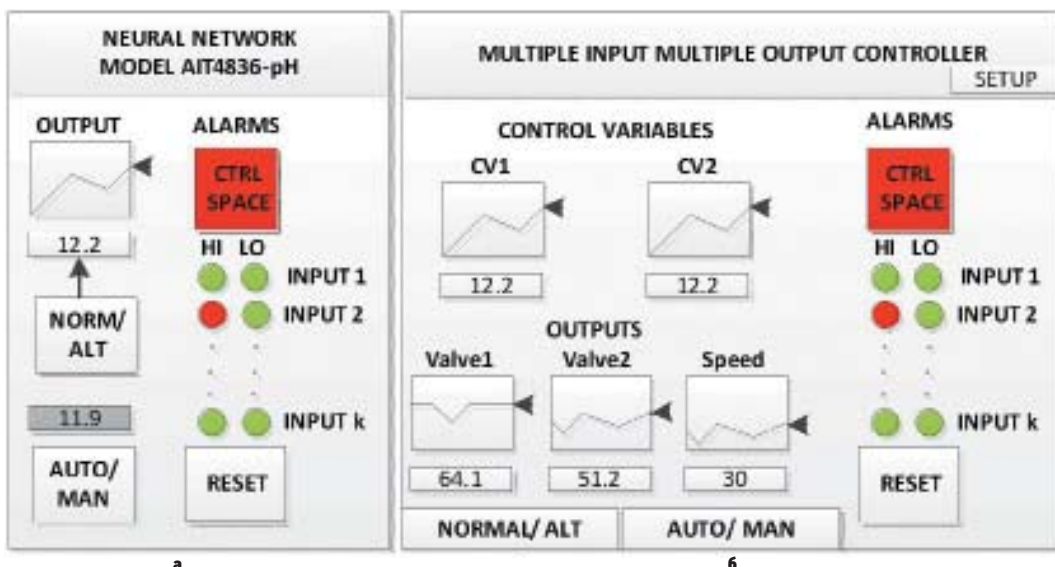 NEURAL NETWORK
MODEL AIT4836-pH
OUTPUT
ALARMS
CTRL
SPACE
12.2
HI LO
INPUT 1
NORM/
ALT
INPUT 2
11.9
INPUT k
AUTO/
MAN
RESET
а
MULTIPLE INPUT MULTIPLE OUTPUT CONTROLLER
SETUP
CONTROL VARIABLES
ALARMS
CV1
CV2
CTRL
SPACE
12.2
12.2
HI LO
INPUT 1
INPUT 2
OUTPUTS
Valve1
Valve2
Speed
INPUT k
64.1
51.2
30
RESET
NORMAL/ ALT
AUTO/ MAN
б